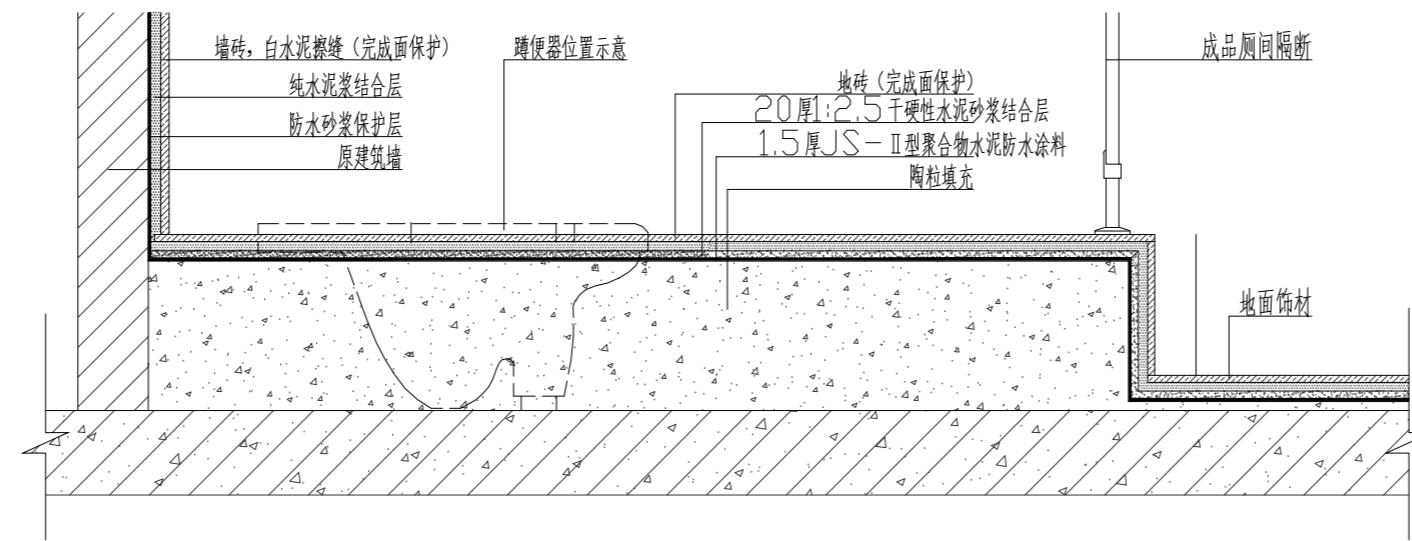 墙砖，白水泥擦缝（完成面保护）
纯水泥浆结合层
防水砂浆保护层
原建筑墙
蹲便器位置示意
地砖（完成面保护）
20厚1:2.5干硬性水泥砂浆结合层
1.5厚JS－Ⅱ型聚合物水泥防水涂料
陶粒填充
成品厕间隔断
地面饰材